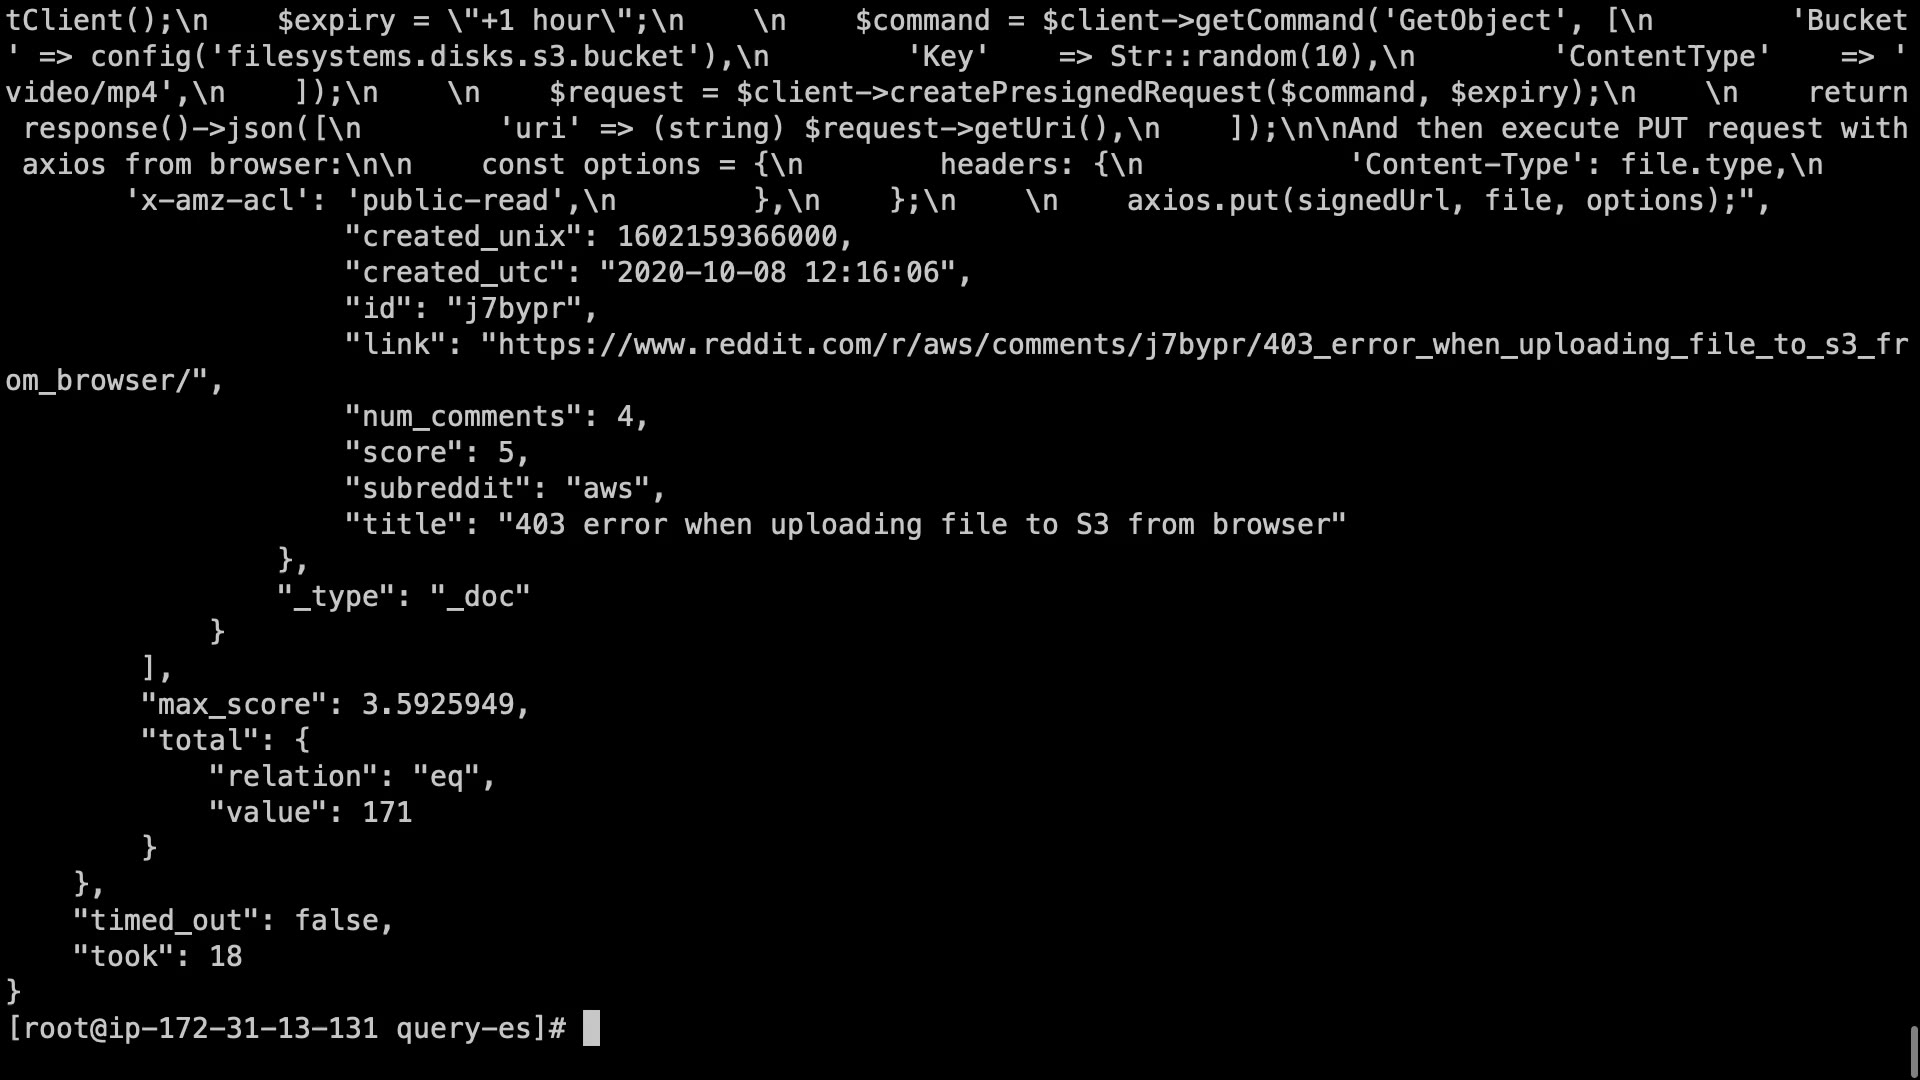 tClient();\n    $expiry = \"+1 hour\";\n    \n    $command = $client->getCommand('GetObject', [\n        'Bucket
' => config('filesystems.disks.s3.bucket'),\n        'Key'    => Str::random(10),\n        'ContentType'    => '
video/mp4',\n    ]);\n    \n    $request = $client->createPresignedRequest($command, $expiry);\n    \n    return
 response()->json([\n        'uri' => (string) $request->getUri(),\n    ]);\n\nAnd then execute PUT request with
 axios from browser:\n\n    const options = {\n        headers: {\n            'Content-Type': file.type,\n     
       'x-amz-acl': 'public-read',\n        },\n    };\n    \n    axios.put(signedUrl, file, options);",
                    "created_unix": 1602159366000,
                    "created_utc": "2020-10-08 12:16:06",
                    "id": "j7bypr",
                    "link": "https://www.reddit.com/r/aws/comments/j7bypr/403_error_when_uploading_file_to_s3_fr
om_browser/",
                    "num_comments": 4,
                    "score": 5,
                    "subreddit": "aws",
                    "title": "403 error when uploading file to S3 from browser"
                },
                "_type": "_doc"
            }
        ],
        "max_score": 3.5925949,
        "total": {
            "relation": "eq",
            "value": 171
        }
    },
    "timed_out": false,
    "took": 18
}
[root@ip-172-31-13-131 query-es]#